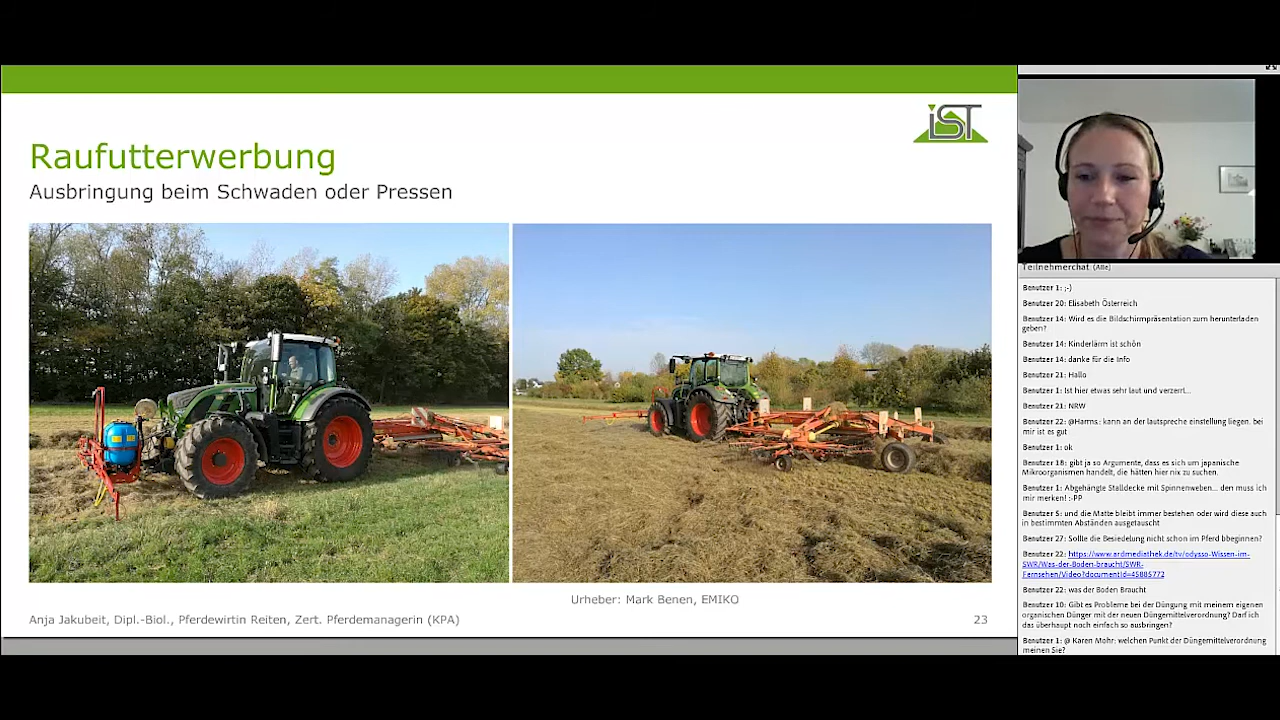 iST
Raufutterwerbung
Ausbringung beim Schwaden oder Pressen
Urheber: Mark Benen, EMIKO
Anja Jakubeit, Dipl.-Biol., Pferdewirtin Reiten, Zert. Pferdemanagerin (KPA)
23
Teilnehmerchat (Alle)
Benutzer 1: ;-)
Benutzer 20: Elisabeth Österreich
Benutzer 14: Wird es die Bildschirmpräsentation zum herunterladen
geben?
Benutzer 14: Kinderlärm ist schön
Benutzer 14: danke für die Info
Benutzer 21: Hallo
Benutzer 1: Ist hier etwas sehr laut und verzerrt...
Benutzer 21: NRW
Benutzer 22: @Harms.: kann an der lautspreche einstellung liegen. bei
mir ist es gut
Benutzer 1: ok
Benutzer 18: gibt ja so Argumente, dass es sich um japanische
Mikroorganismen handelt, die hätten hier nix zu suchen.
Benutzer 1: Abgehängte Stalldecke mit Spinnenweben... den muss ich
mir merken! :-PP
Benutzer 5: und die Matte bleibt immer bestehen oder wird diese auch
in bestimmten Abständen ausgetauscht
Benutzer 27: Sollte die Besiedelung nicht schon im Pferd bbeginnen?
Benutzer 22: https://www.ardmediathek.de/tv/odysso-Wissen-im-
SWR/Was-der-Boden-braucht/SWR-
Fernsehen/Video?documentId=45885772
Benutzer 22: was der Boden Braucht
Benutzer 10: Gibt es Probleme bei der Düngung mit meinem eigenen
organischen Dünger mit der neuen Düngemittelverordnung? Darf ich
das überhaupt noch einfach so ausbringen?
Benutzer 1: @ Karen Mohr: welchen Punkt der Düngemittelverordnung
meinen Sie?